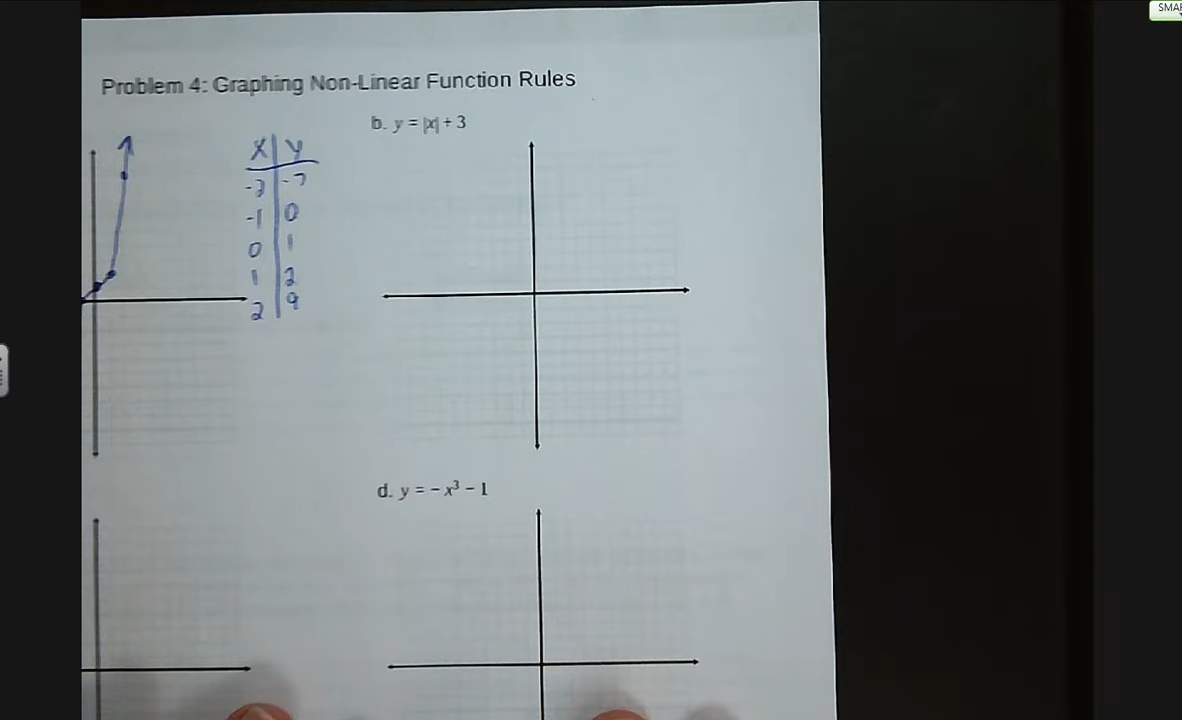 SMAR
Problem 4: Graphing Non-Linear Function Rules
b. y = |x| + 3
X Y
-2 -7
-1 0
0 1
1 2
2 9
d. y = – x³ – 1